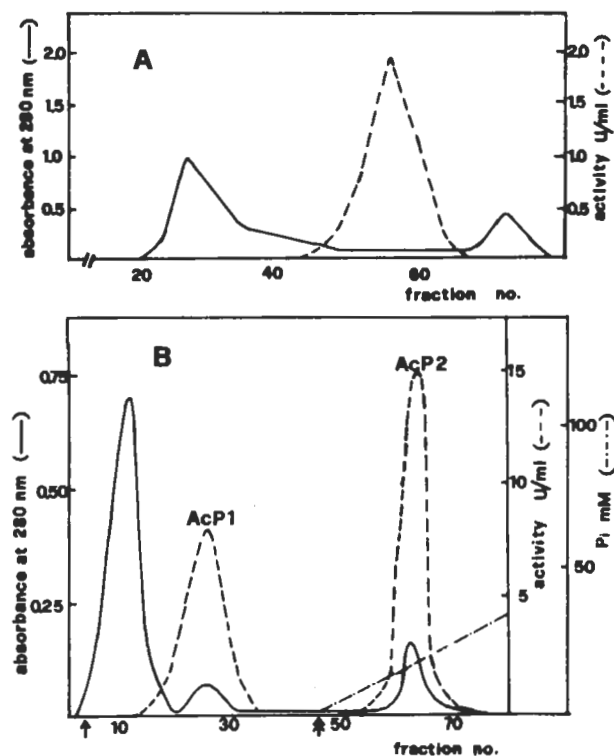 A
absorbance at 280 nm (——)
2.0
1.5
1.0
0.5
2.0
1.5
1.0
0.5
activity U/ml (----)
20 40 60
fraction no.
B
absorbance at 280 nm (——)
0.75
0.50
0.25
AcP1
AcP2
15
10
5
activity U/ml (---)
100
50
Pi mM (-·-·-)
10 30 50 70
fraction no.